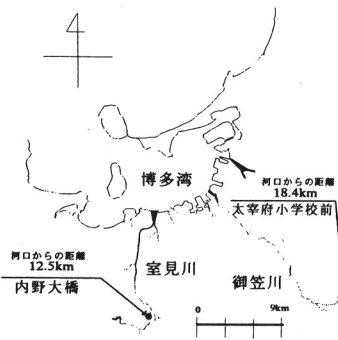 博多湾
河口からの距離
18.4km
太宰府小学校前
河口からの距離
12.5km
内野大橋
室見川
御笠川
0 9km